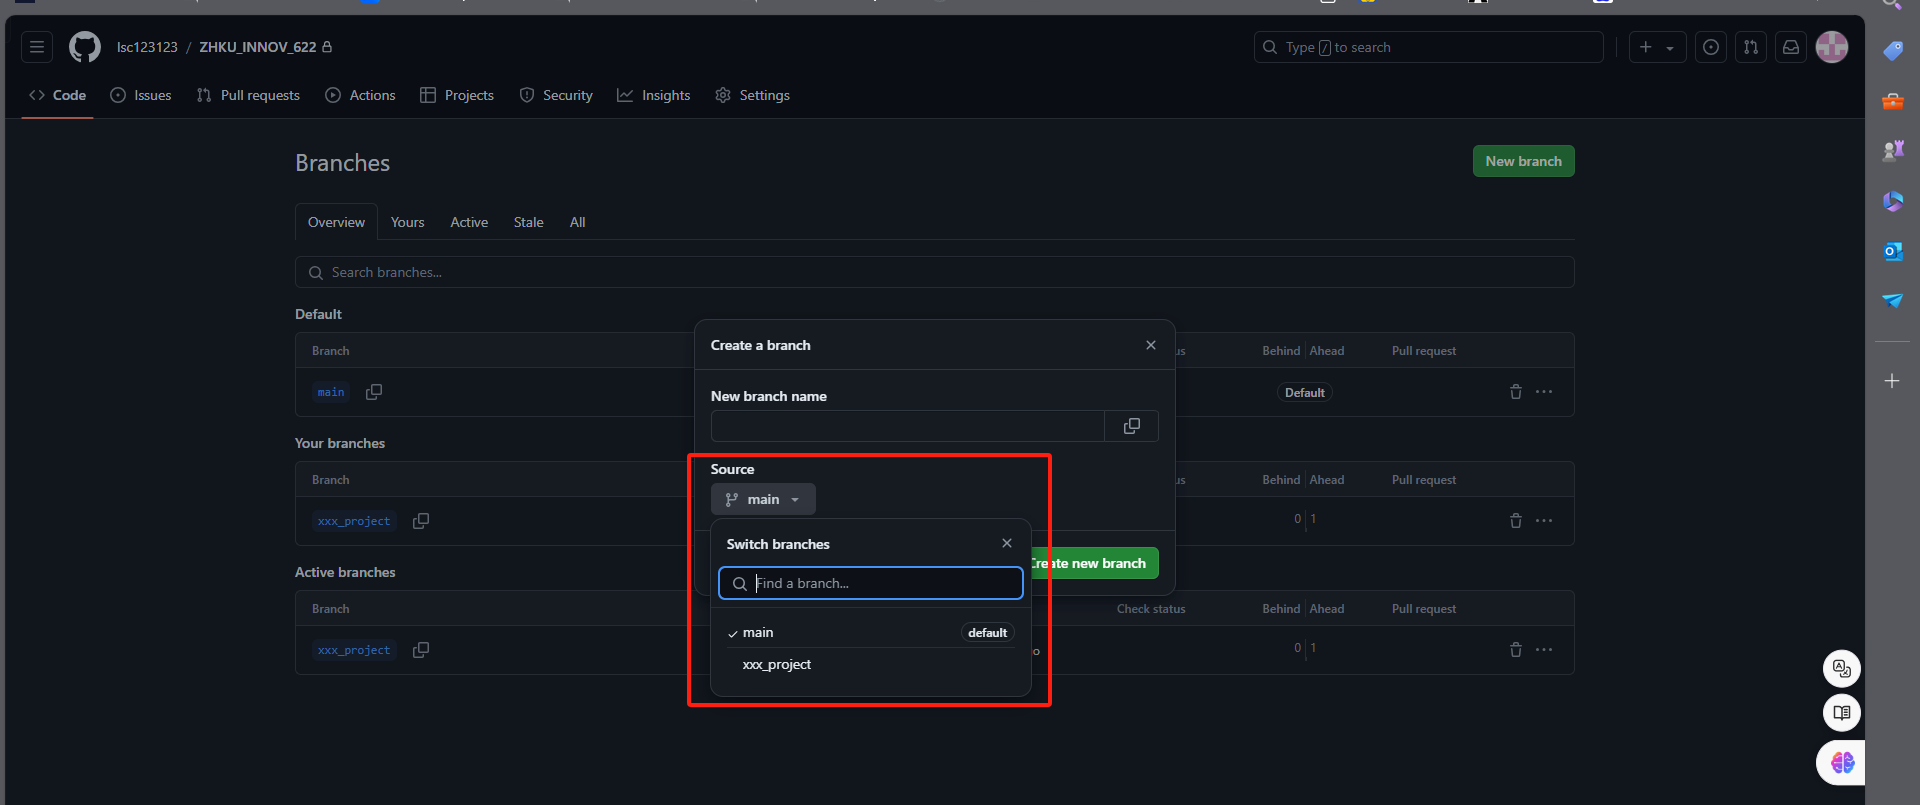 lsc123123 / ZHKU_INNOV_622
Type / to search
Code
Issues
Pull requests
Actions
Projects
Security
Insights
Settings
Branches
New branch
Overview
Yours
Active
Stale
All
Search branches...
Default
Branch
Behind Ahead
Pull request
main
Default
Your branches
Branch
Behind Ahead
Pull request
xxx_project
0 1
Active branches
Branch
Check status
Behind Ahead
Pull request
xxx_project
0 1
Create a branch
New branch name
Source
main
Switch branches
Find a branch...
main
default
xxx_project
Create new branch